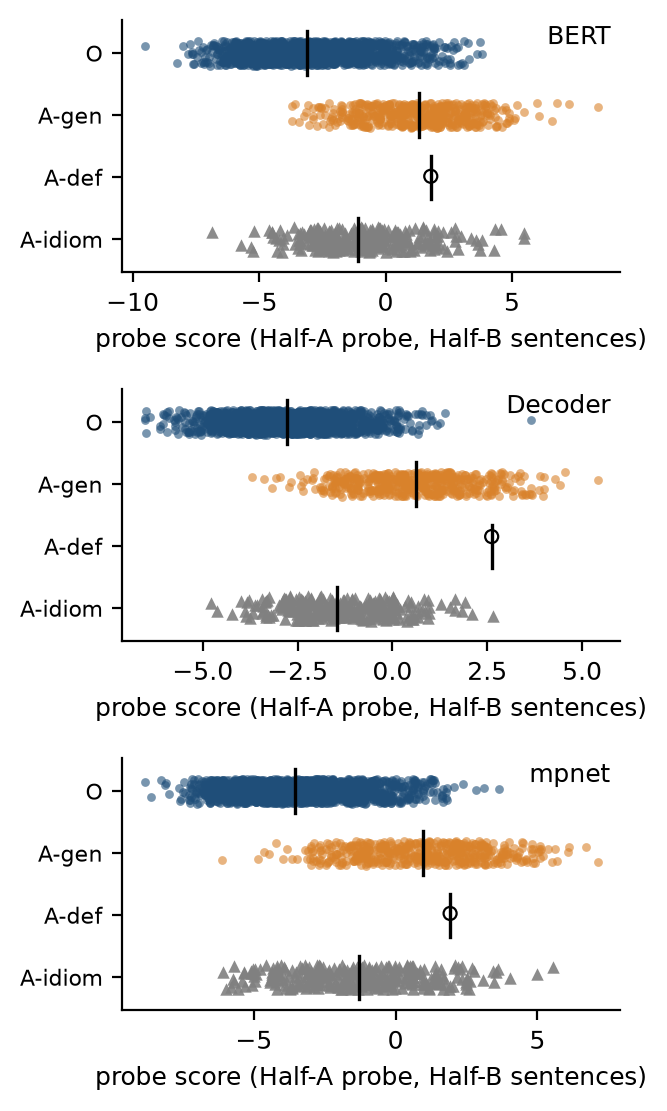 BERT
O
A-gen
A-def
A-idiom
−10 −5 0 5
probe score (Half-A probe, Half-B sentences)
Decoder
O
A-gen
A-def
A-idiom
−5.0 −2.5 0.0 2.5 5.0
probe score (Half-A probe, Half-B sentences)
mpnet
O
A-gen
A-def
A-idiom
−5 0 5
probe score (Half-A probe, Half-B sentences)